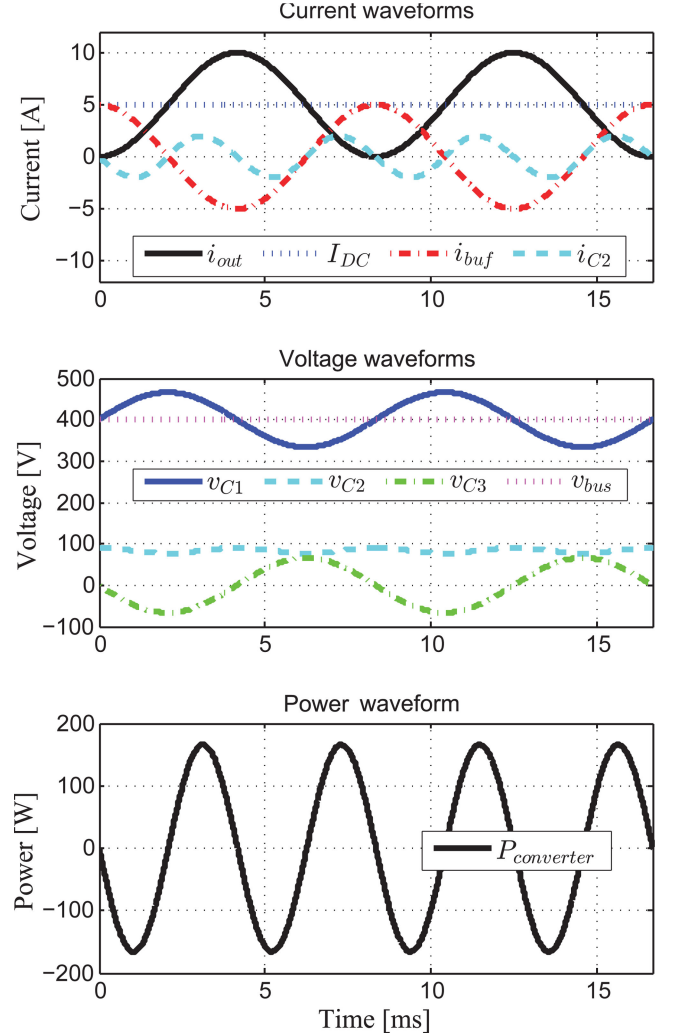 Current waveforms
Current [A]
10
5
0
−5
−10
i_out I_DC i_buf i_C2
0 5 10 15
Voltage waveforms
Voltage [V]
500
400
300
200
100
0
−100
v_C1 v_C2 v_C3 v_bus
0 5 10 15
Power waveform
Power [W]
200
100
0
−100
−200
P_converter
0 5 10 15
Time [ms]